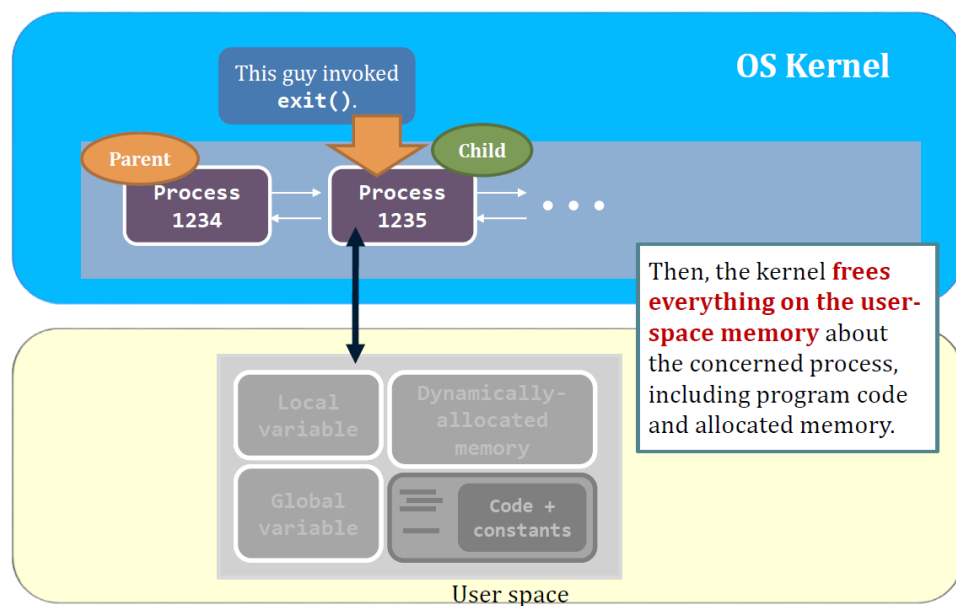 OS Kernel
This guy invoked
exit().
Parent
Child
Process
1234
Process
1235
Then, the kernel frees
everything on the user-
space memory about
the concerned process,
including program code
and allocated memory.
Local
variable
Dynamically-
allocated
memory
Global
variable
Code +
constants
User space